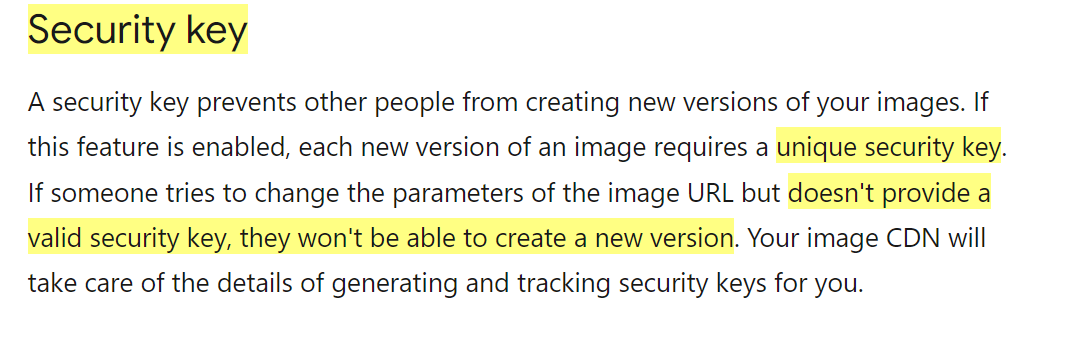 Security key
A security key prevents other people from creating new versions of your images. If
this feature is enabled, each new version of an image requires a unique security key.
If someone tries to change the parameters of the image URL but doesn't provide a
valid security key, they won't be able to create a new version. Your image CDN will
take care of the details of generating and tracking security keys for you.